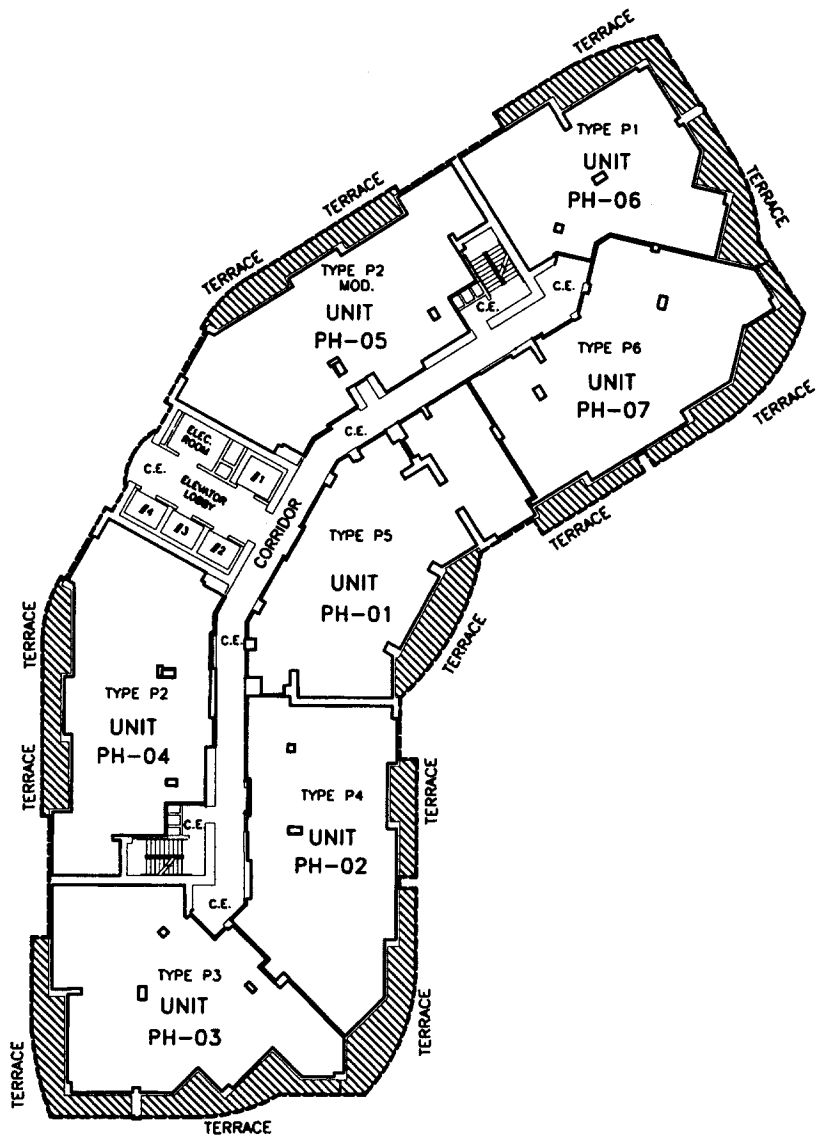 TERRACE
TYPE P1
UNIT
PH-06
TERRACE
TERRACE
TERRACE
TYPE P2
MOD.
UNIT
PH-05
C.E.
C.E.
TYPE P6
UNIT
PH-07
TERRACE
TERRACE
C.E.
ELEC.
ROOM
#1
C.E.
ELEVATOR
LOBBY
#4
#3
#2
CORRIDOR
TYPE P5
UNIT
PH-01
TERRACE
C.E.
TERRACE
TYPE P2
UNIT
PH-04
TERRACE
C.E.
TYPE P4
UNIT
PH-02
TERRACE
C.E.
TYPE P3
UNIT
PH-03
TERRACE
TERRACE
TERRACE